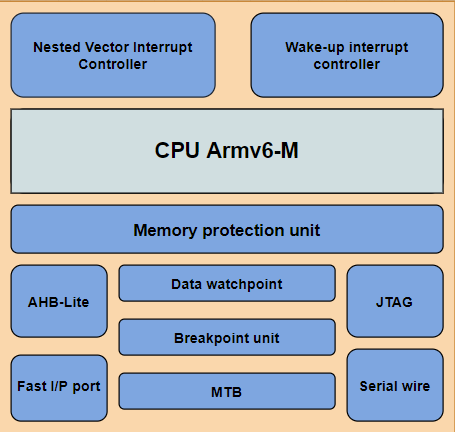 Nested Vector Interrupt
Controller
Wake-up interrupt
controller
CPU Armv6-M
Memory protection unit
AHB-Lite
Data watchpoint
JTAG
Breakpoint unit
Fast I/P port
MTB
Serial wire